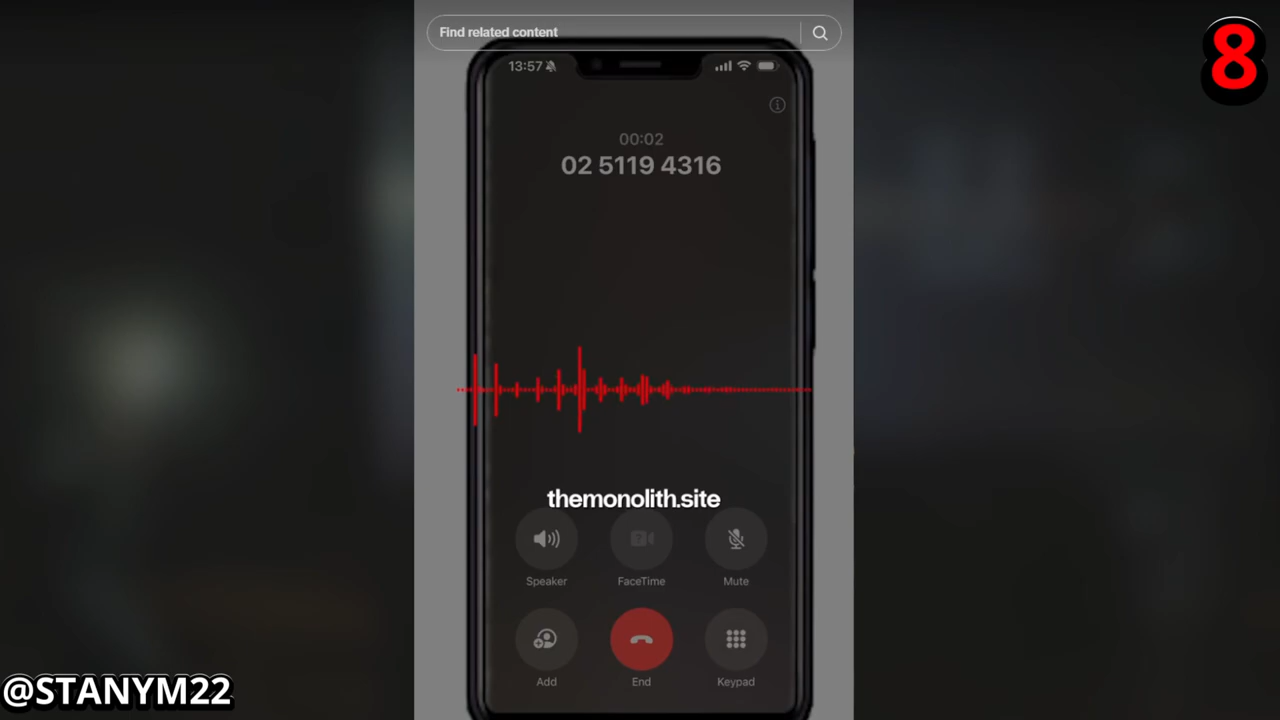 Find related content
8
13:57
00:02
02 5119 4316
themonolith.site
Speaker
FaceTime
Mute
Add
End
Keypad
@STANYM22